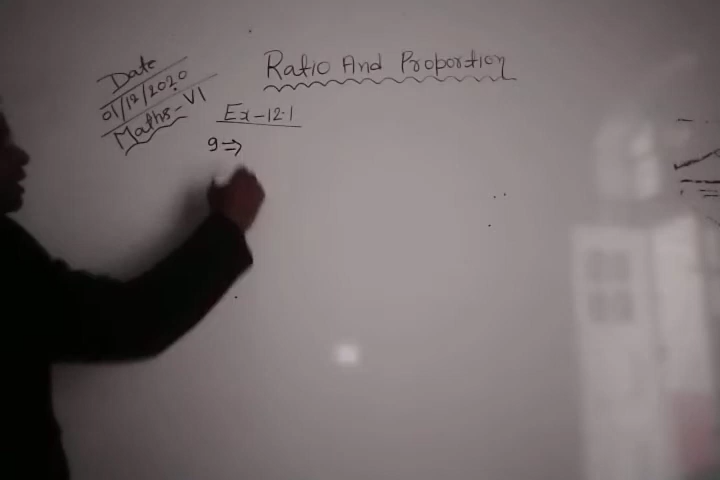 Date
01/12/2020
Maths-VI
Ratio And Proportion
Ex-12.1
9⇒